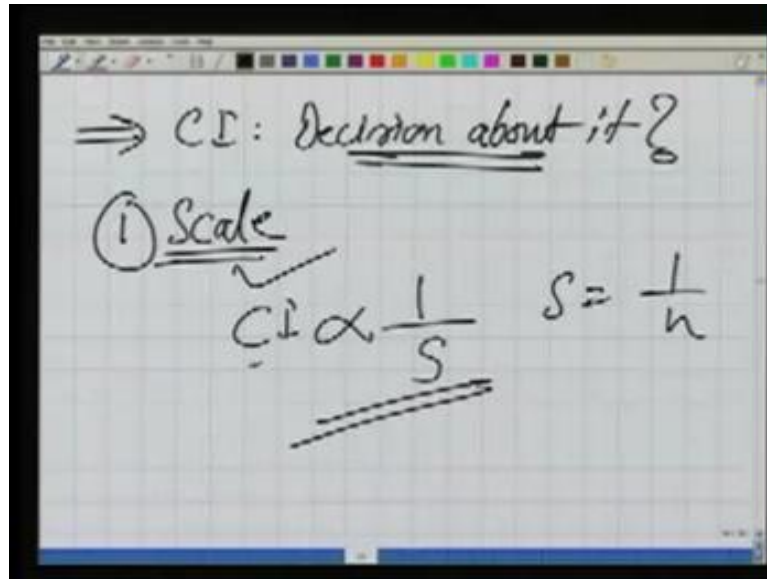 ⇒ CI: Decision about it?
① Scale
CI ∝ 1/S S = 1/n